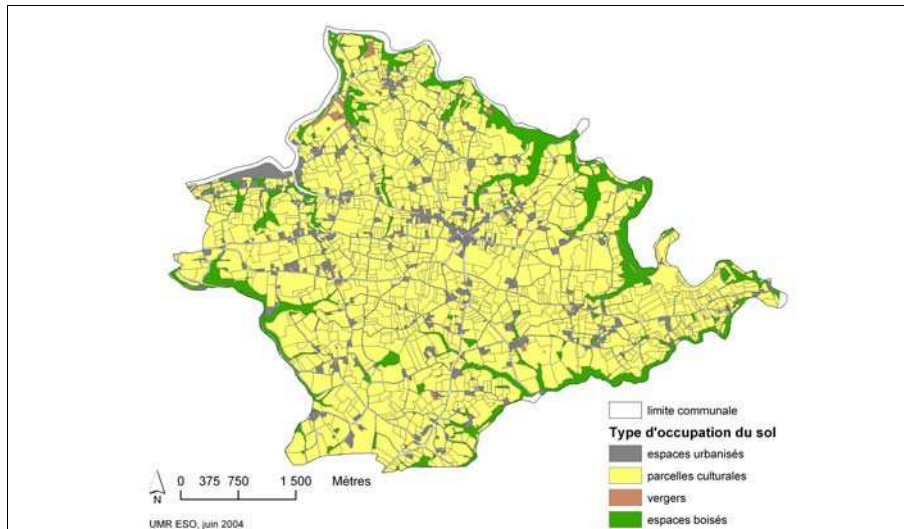 limite communale
Type d'occupation du sol
espaces urbanisés
parcelles culturales
vergers
espaces boisés
N
0 375 750 1 500 Mètres
UMR ESO, juin 2004